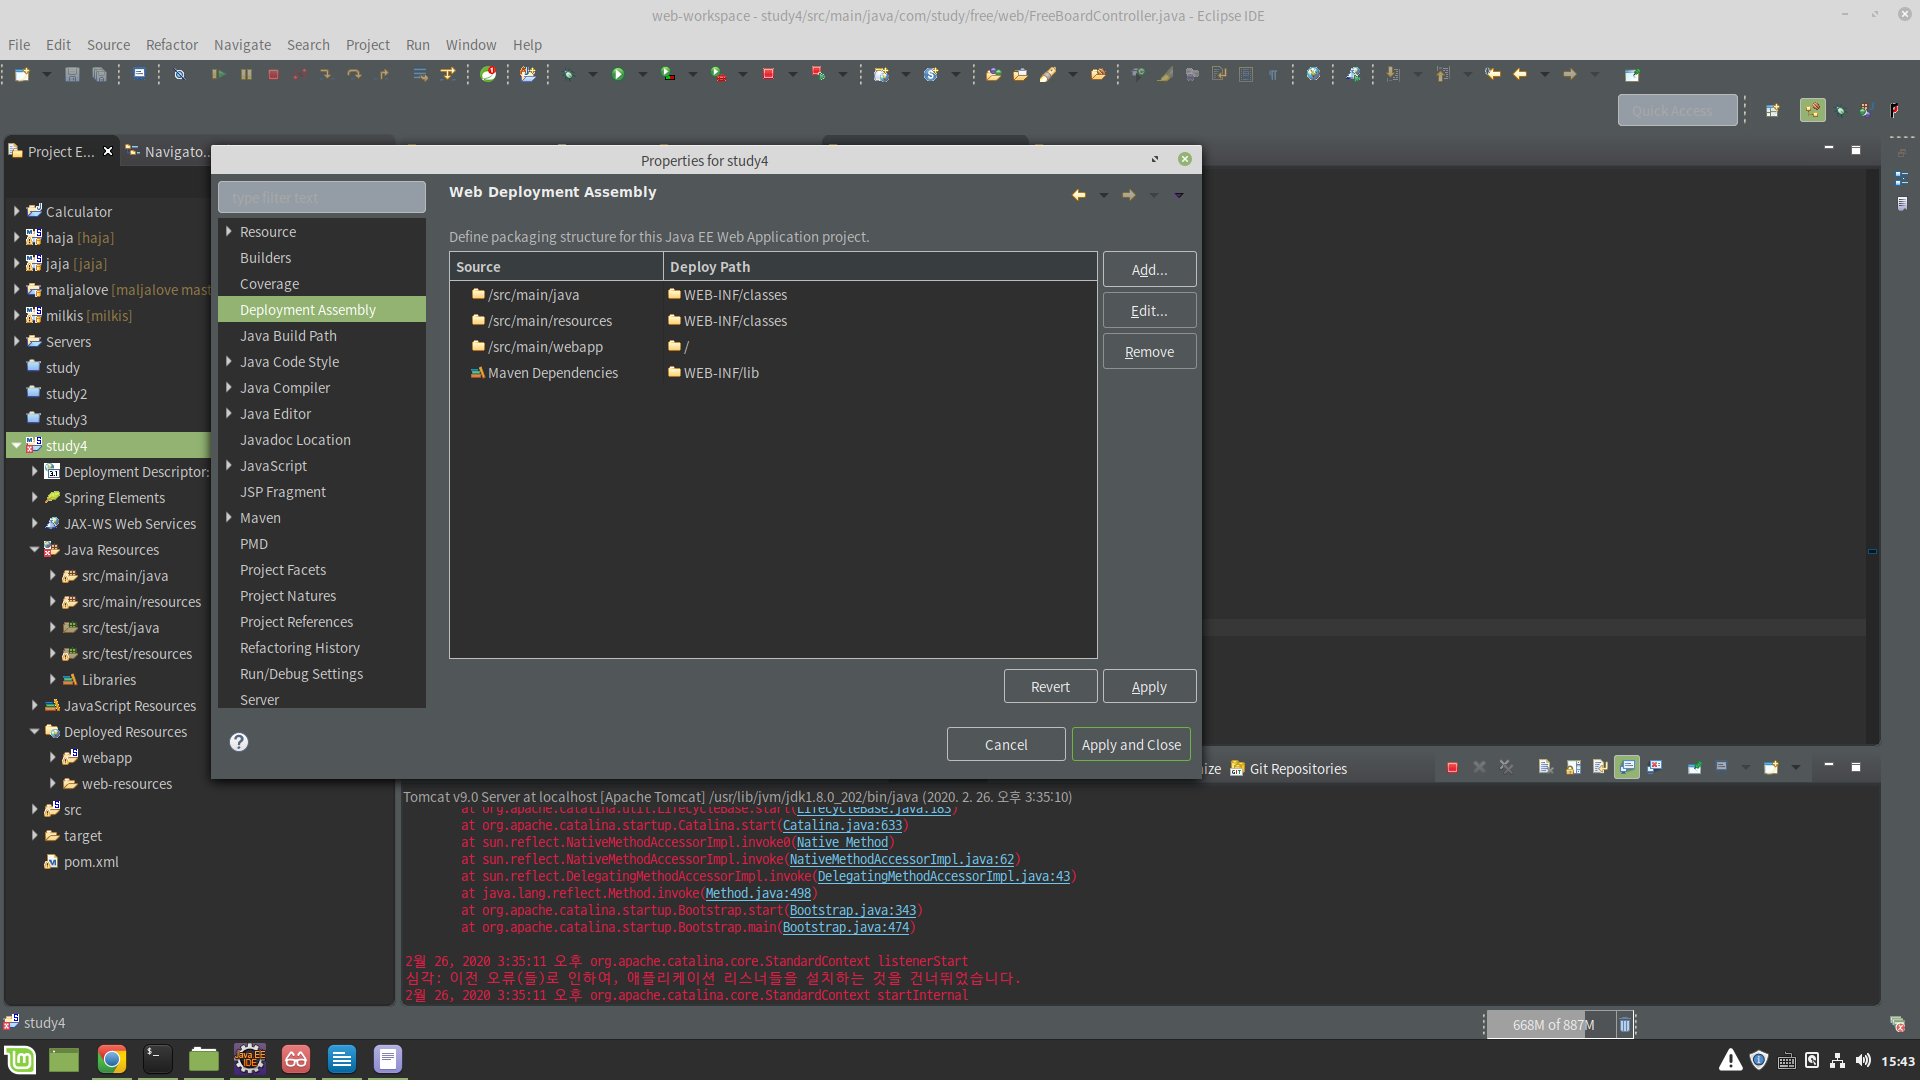 web-workspace - study4/src/main/java/com/study/free/web/FreeBoardController.java - Eclipse IDE
File Edit Source Refactor Navigate Search Project Run Window Help
Quick Access
Project E... Navigato...
Calculator
haja [haja]
jaja [jaja]
maljalove [maljalove mast
milkis [milkis]
Servers
study
study2
study3
study4
Deployment Descriptor:
Spring Elements
JAX-WS Web Services
Java Resources
src/main/java
src/main/resources
src/test/java
src/test/resources
Libraries
JavaScript Resources
Deployed Resources
webapp
web-resources
src
target
pom.xml
Properties for study4
type filter text
Resource
Builders
Coverage
Deployment Assembly
Java Build Path
Java Code Style
Java Compiler
Java Editor
Javadoc Location
JavaScript
JSP Fragment
Maven
PMD
Project Facets
Project Natures
Project References
Refactoring History
Run/Debug Settings
Server
Web Deployment Assembly
Define packaging structure for this Java EE Web Application project.
Source Deploy Path
/src/main/java WEB-INF/classes
/src/main/resources WEB-INF/classes
/src/main/webapp /
Maven Dependencies WEB-INF/lib
Add...
Edit...
Remove
Revert Apply
Cancel Apply and Close
ize Git Repositories
Tomcat v9.0 Server at localhost [Apache Tomcat] /usr/lib/jvm/jdk1.8.0_202/bin/java (2020. 2. 26. 오후 3:35:10)
at org.apache.catalina.util.LifecycleBase.start(LifecycleBase.java:183)
at org.apache.catalina.startup.Catalina.start(Catalina.java:633)
at sun.reflect.NativeMethodAccessorImpl.invoke0(Native Method)
at sun.reflect.NativeMethodAccessorImpl.invoke(NativeMethodAccessorImpl.java:62)
at sun.reflect.DelegatingMethodAccessorImpl.invoke(DelegatingMethodAccessorImpl.java:43)
at java.lang.reflect.Method.invoke(Method.java:498)
at org.apache.catalina.startup.Bootstrap.start(Bootstrap.java:343)
at org.apache.catalina.startup.Bootstrap.main(Bootstrap.java:474)
2월 26, 2020 3:35:11 오후 org.apache.catalina.core.StandardContext listenerStart
심각: 이전 오류(들)로 인하여, 애플리케이션 리스너들을 설치하는 것을 건너뛰었습니다.
2월 26, 2020 3:35:11 오후 org.apache.catalina.core.StandardContext startInternal
study4
668M of 887M
Java EE
IDE
15:43